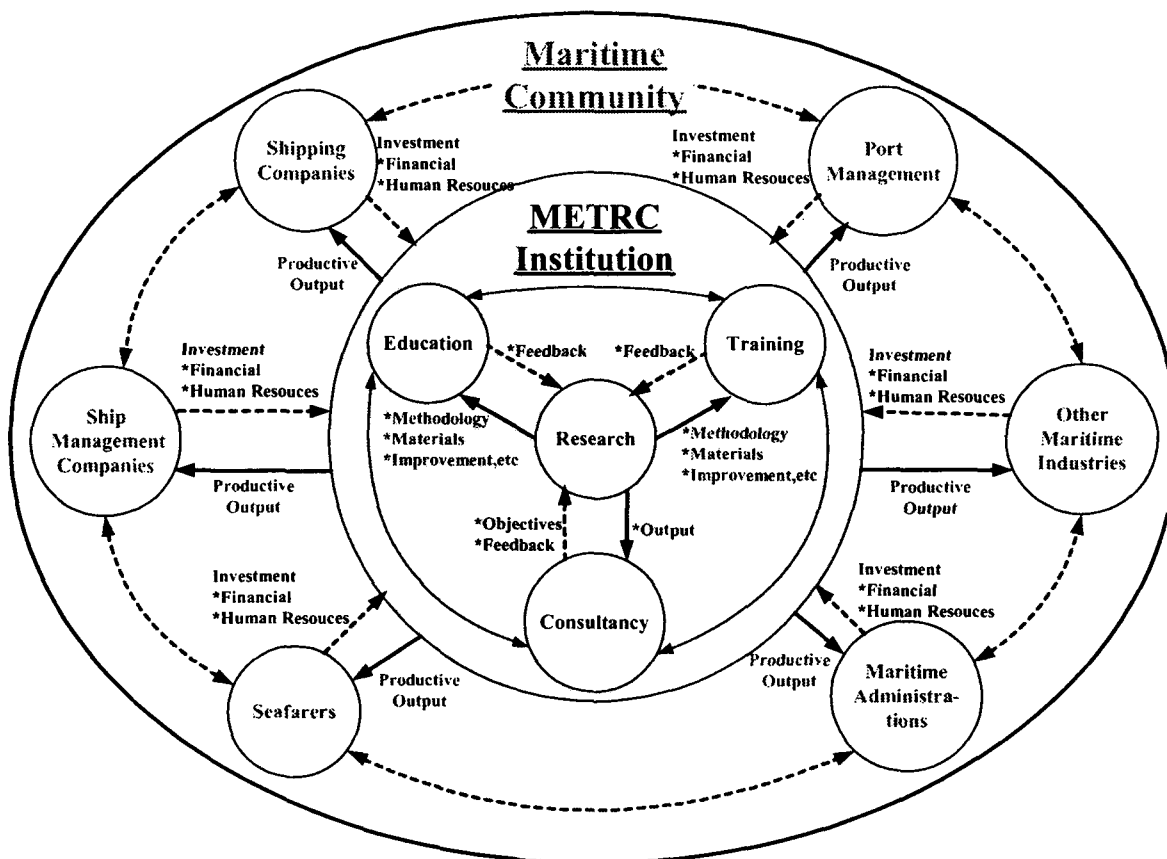 Maritime
Community
Shipping
Companies
Investment
*Financial
*Human Resouces
Investment
*Financial
*Human Resouces
Port
Management
METRC
Institution
Productive
Output
Productive
Output
Education
*Feedback
*Feedback
Training
Investment
*Financial
*Human Resouces
Investment
*Financial
*Human Resouces
Ship
Management
Companies
*Methodology
*Materials
*Improvement,etc
Research
*Methodology
*Materials
*Improvement,etc
Other
Maritime
Industries
Productive
Output
Productive
Output
*Objectives
*Feedback
*Output
Investment
*Financial
*Human Resouces
Investment
*Financial
*Human Resouces
Consultancy
Seafarers
Productive
Output
Productive
Output
Maritime
Administra-
tions